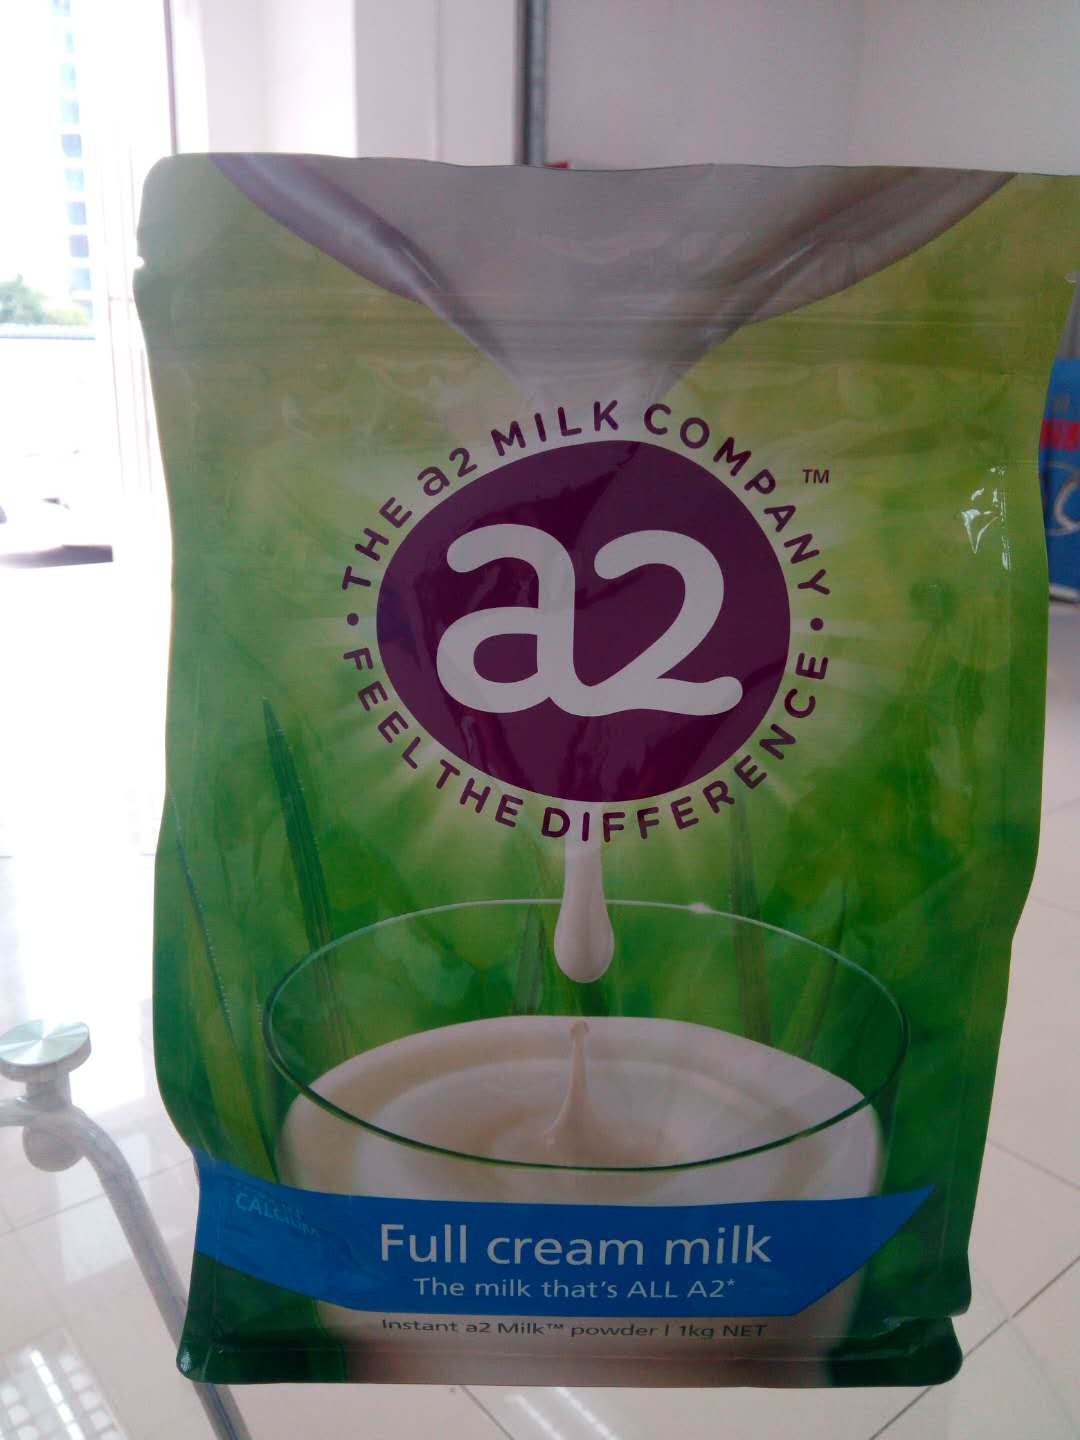 THE a2 MILK COMPANY
TM
a2
FEEL THE DIFFERENCE
CALCIUM
Full cream milk
The milk that's ALL A2*
Instant a2 Milk™ powder | 1kg NET